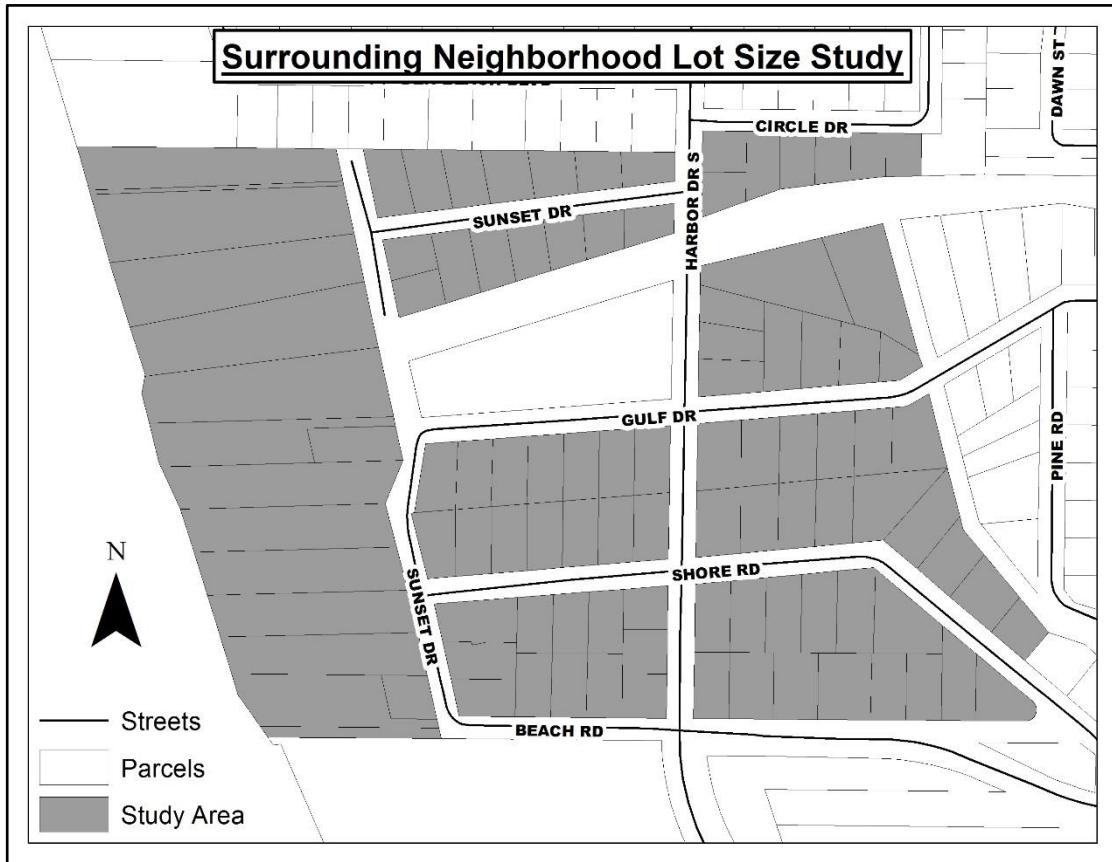 Surrounding Neighborhood Lot Size Study
DAWN ST
CIRCLE DR
HARBOR DR S
SUNSET DR
GULF DR
PINE RD
SHORE RD
SUNSET DR
BEACH RD
N
Streets
Parcels
Study Area